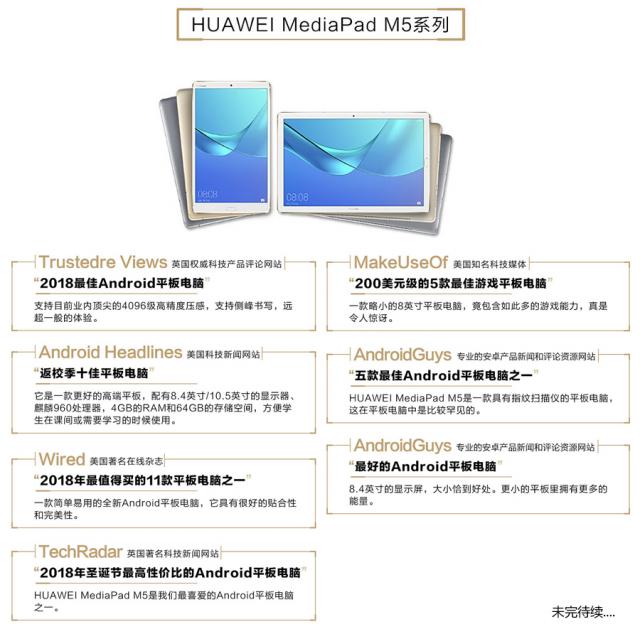 HUAWEI MediaPad M5系列
08:08
08:08
Trustedre Views 英国权威科技产品评论网站
“2018最佳Android平板电脑”
支持目前业内顶尖的4096级高精度压感，支持侧峰书写，远
超一般的体验。
Android Headlines 美国科技新闻网站
“返校季十佳平板电脑”
它是一款更好的高端平板，配有8.4英寸/10.5英寸的显示器、
麒麟960处理器，4GB的RAM和64GB的存储空间，方便学
生在课间或需要学习的时候使用。
Wired 美国著名在线杂志
“2018年最值得买的11款平板电脑之一”
一款简单易用的全新Android平板电脑，它具有很好的贴合性
和完美性。
TechRadar 英国著名科技新闻网站
“2018年圣诞节最高性价比的Android平板电脑”
HUAWEI MediaPad M5是我们最喜爱的Android平板电脑
之一。
MakeUseOf 美国知名科技媒体
“200美元级的5款最佳游戏平板电脑”
一款略小的8英寸平板电脑，竟包含如此多的游戏能力，真是
令人惊讶。
AndroidGuys 专业的安卓产品新闻和评论资源网站
“五款最佳Android平板电脑之一”
HUAWEI MediaPad M5是一款具有指纹扫描仪的平板电脑，
这在平板电脑中是比较罕见的。
AndroidGuys 专业的安卓产品新闻和评论资源网站
“最好的Android平板电脑”
8.4英寸的显示屏，大小恰到好处。更小的平板里拥有更多的
能量。
未完待续....